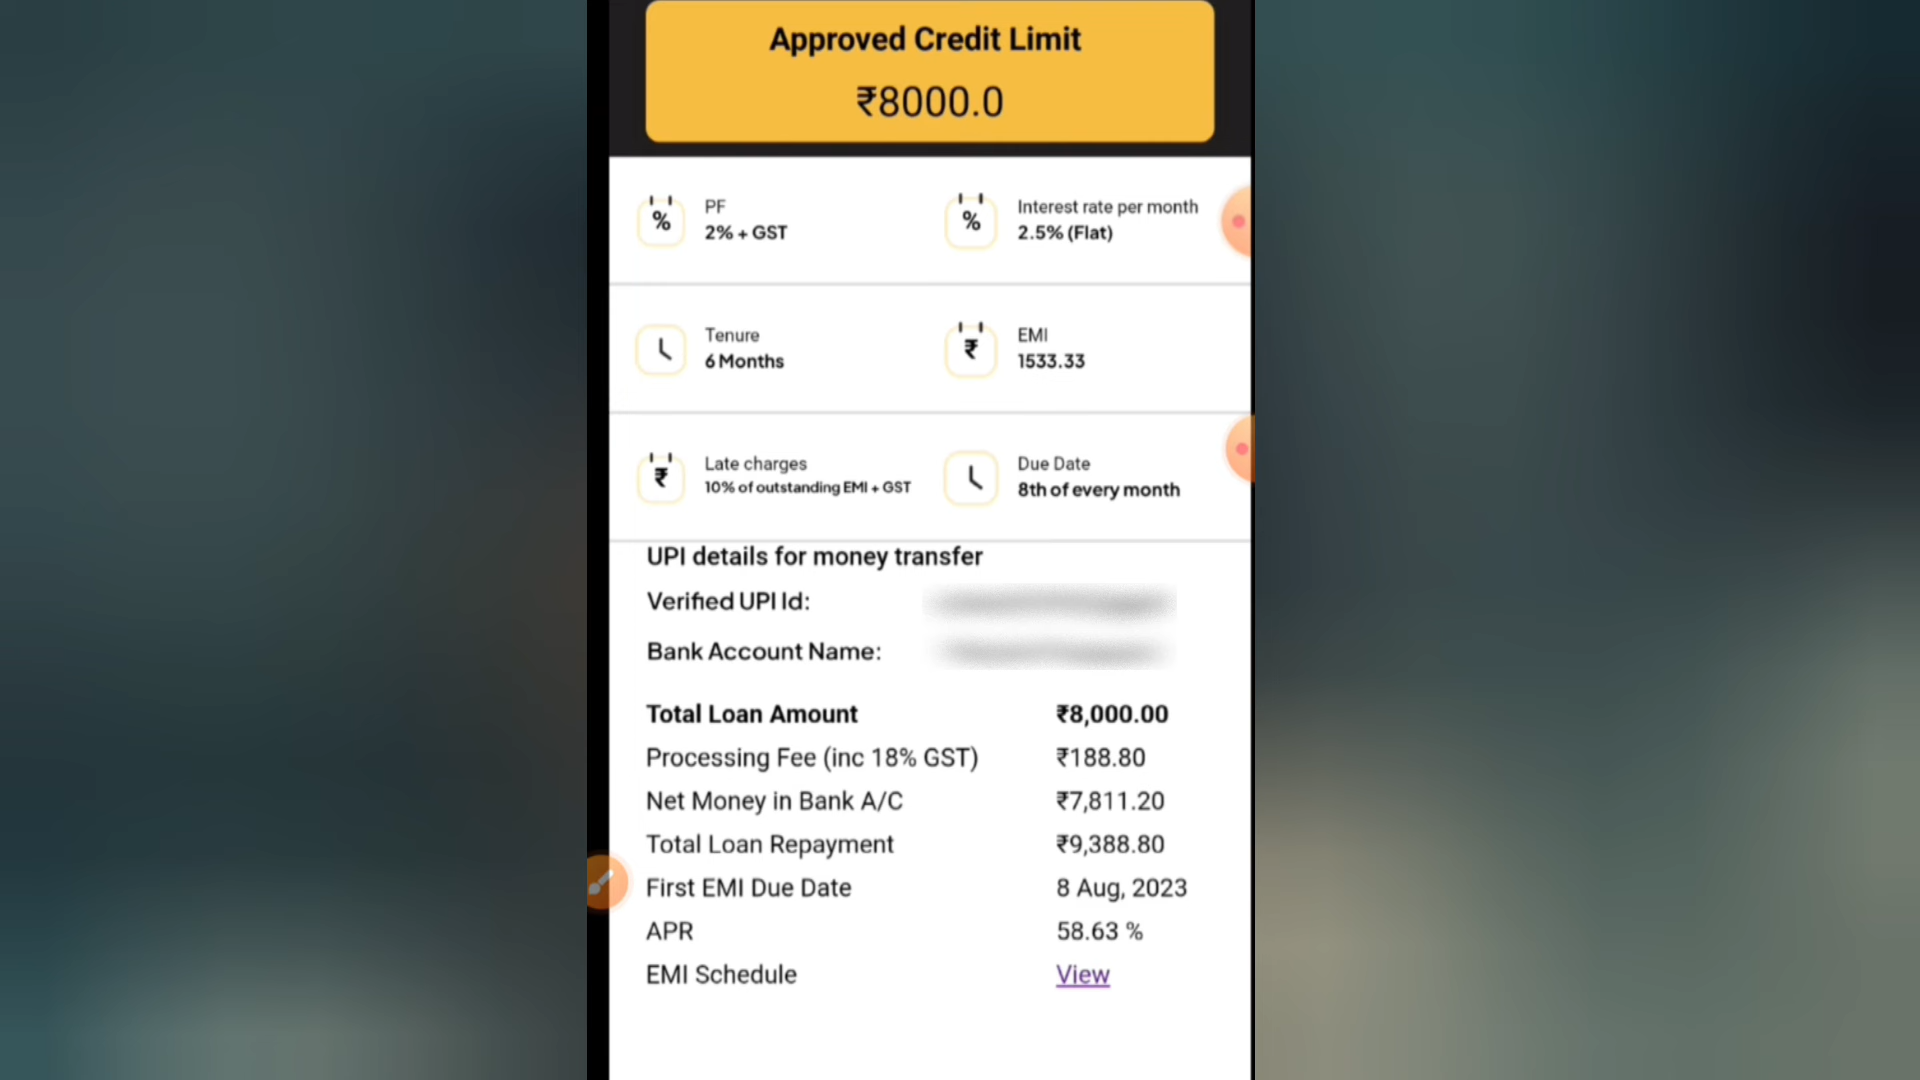 Approved Credit Limit
₹8000.0
PF
2% + GST
Interest rate per month
2.5% (Flat)
Tenure
6 Months
EMI
1533.33
Late charges
10% of outstanding EMI + GST
Due Date
8th of every month
UPI details for money transfer
Verified UPI Id:
Bank Account Name:
Total Loan Amount ₹8,000.00
Processing Fee (inc 18% GST) ₹188.80
Net Money in Bank A/C ₹7,811.20
Total Loan Repayment ₹9,388.80
First EMI Due Date 8 Aug, 2023
APR 58.63 %
EMI Schedule View